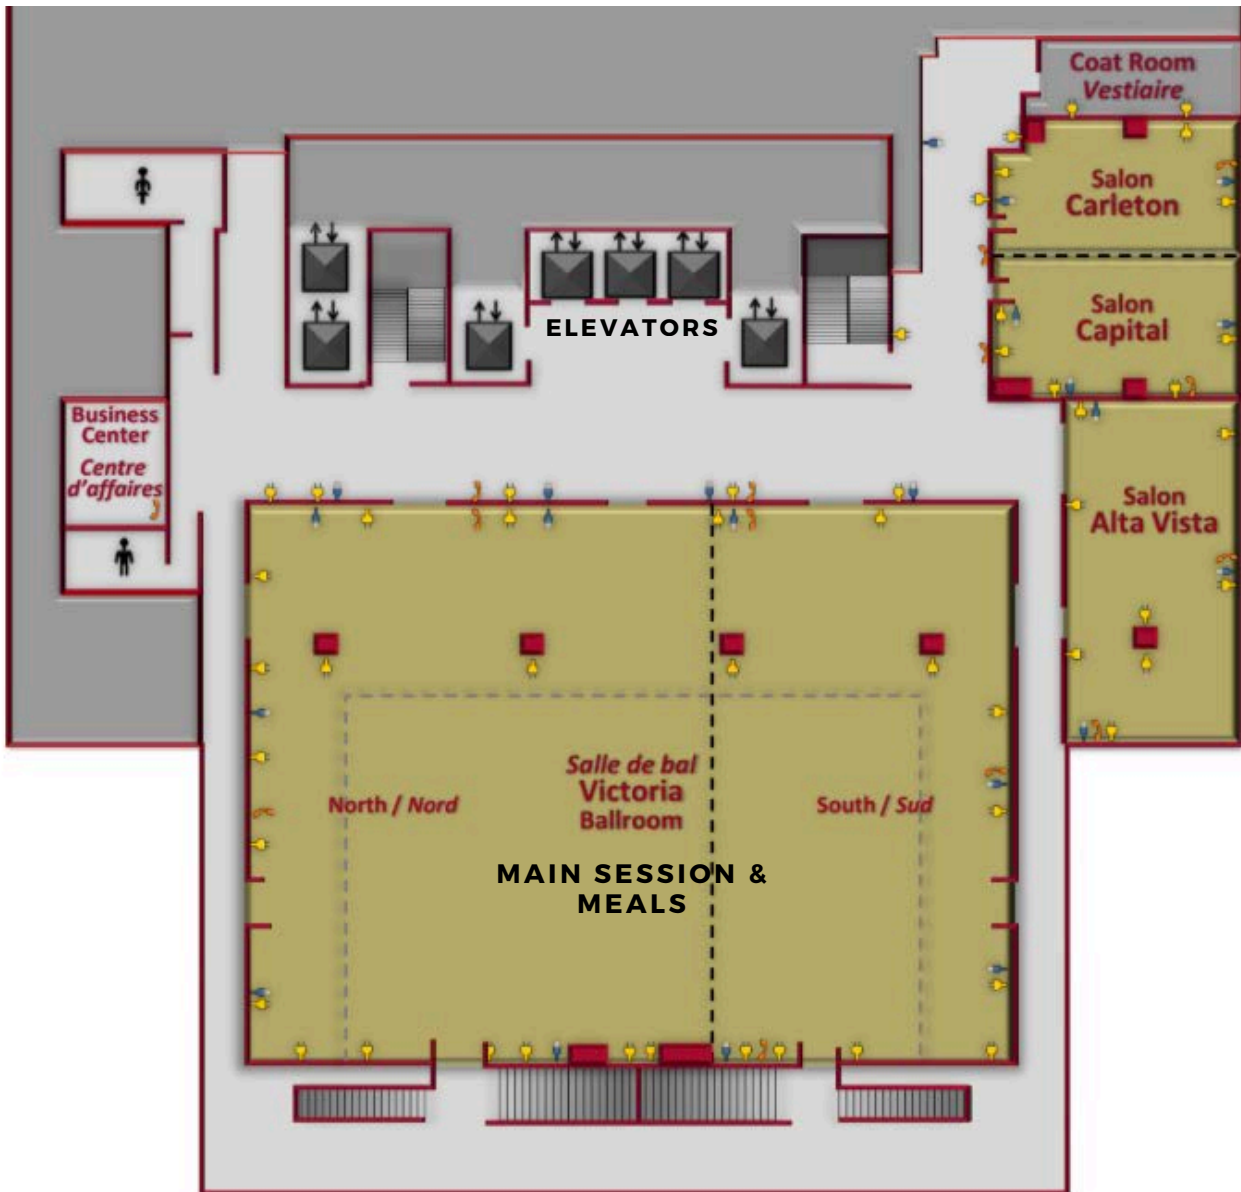 Coat Room
Vestiaire
Salon
Carleton
Salon
Capital
ELEVATORS
Business
Center
Centre
d'affaires
Salon
Alta Vista
Salle de bal
Victoria
Ballroom
North / Nord
South / Sud
MAIN SESSION &
MEALS